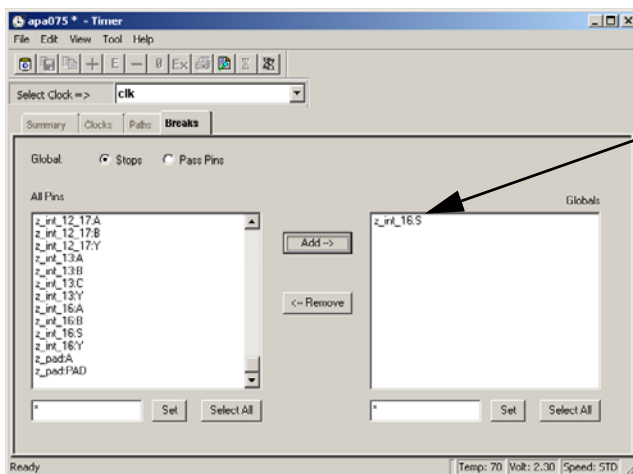 apa075 * - Timer
File Edit View Tool Help
E Ex
Select Clock => clk
Summary Clocks Paths Breaks
Global: Stops Pass Pins
All Pins Globals
z_int_12_17:A
z_int_12_17:B
z_int_12_17:Y
z_int_13:A
z_int_13:B
z_int_13:C
z_int_13:Y
z_int_16:A
z_int_16:B
z_int_16:S
z_int_16:Y
z_pad:A
z_pad:PAD
Add -->
<-- Remove
z_int_16:S
* Set Select All
* Set Select All
Ready Temp: 70 Volt: 2.30 Speed: STD